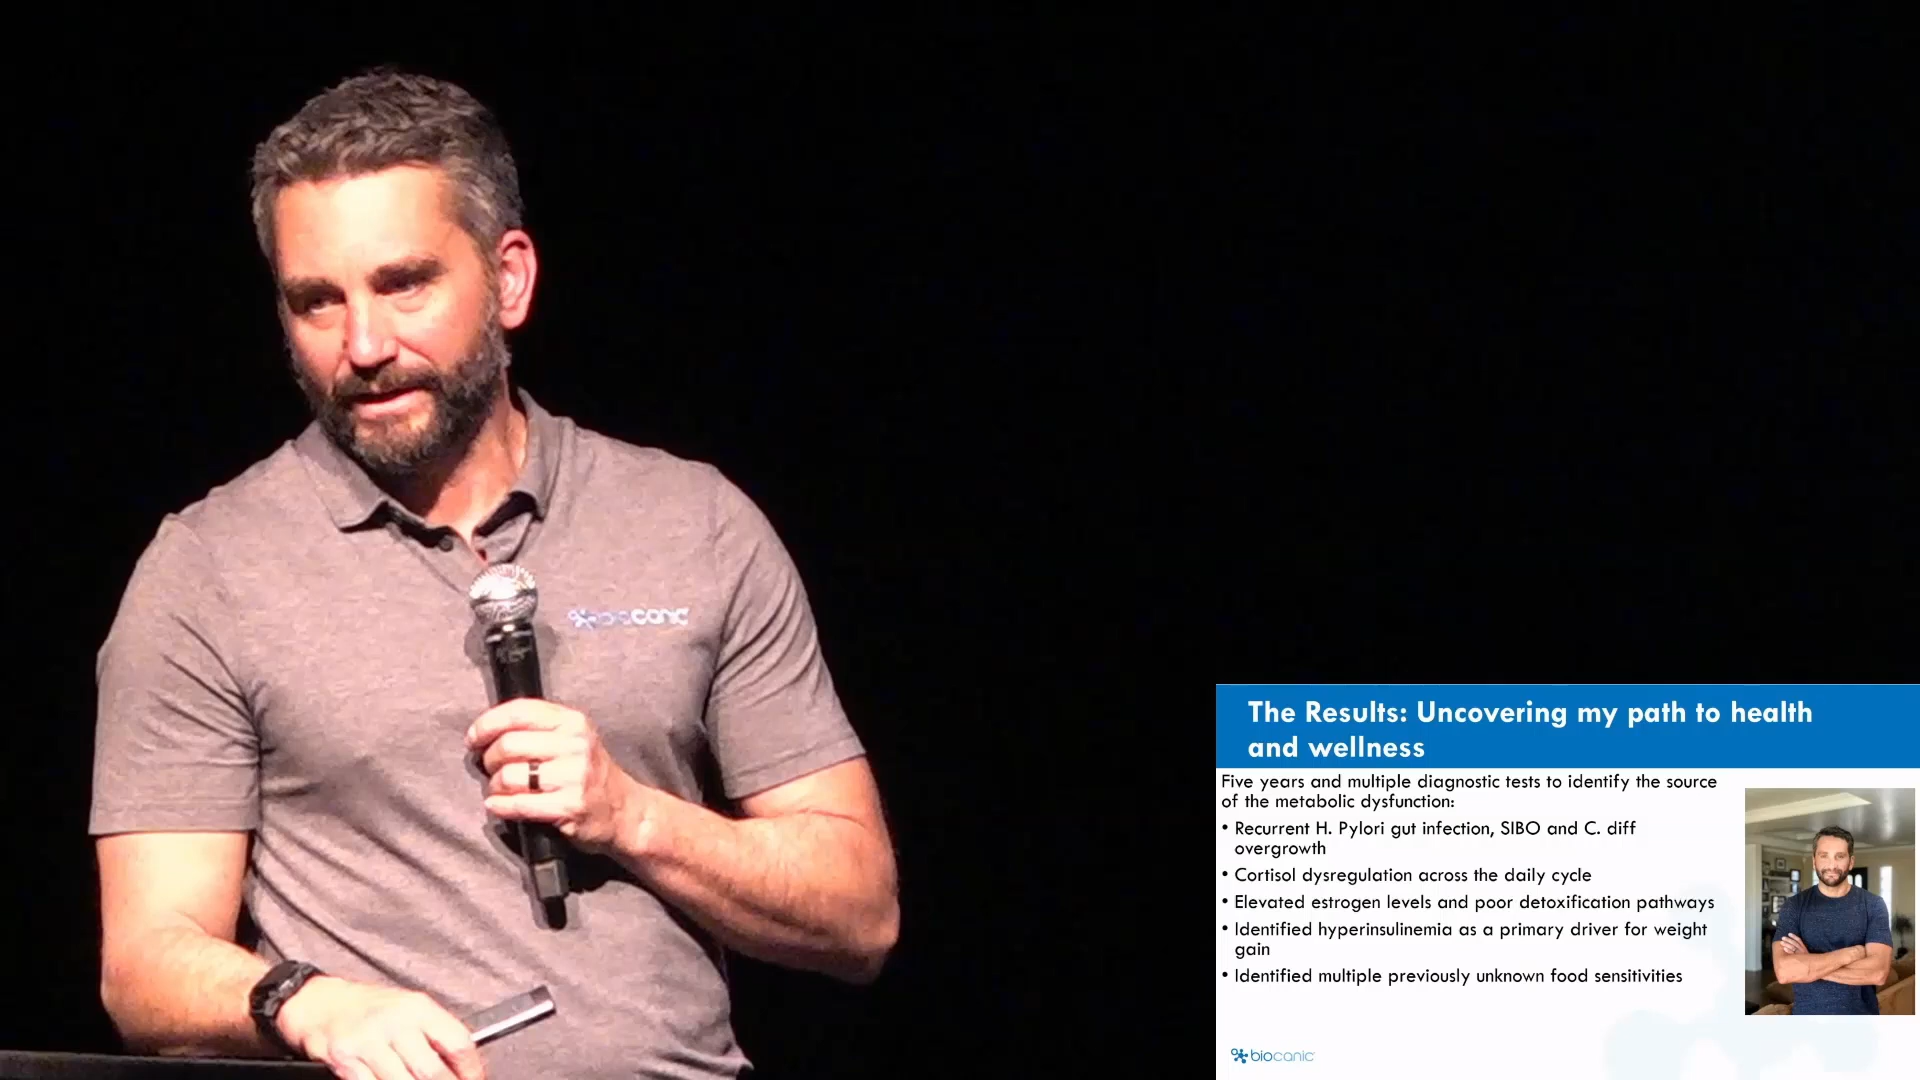 biocanic
The Results: Uncovering my path to health
and wellness
Five years and multiple diagnostic tests to identify the source
of the metabolic dysfunction:
• Recurrent H. Pylori gut infection, SIBO and C. diff
overgrowth
• Cortisol dysregulation across the daily cycle
• Elevated estrogen levels and poor detoxification pathways
• Identified hyperinsulinemia as a primary driver for weight
gain
• Identified multiple previously unknown food sensitivities
biocanic